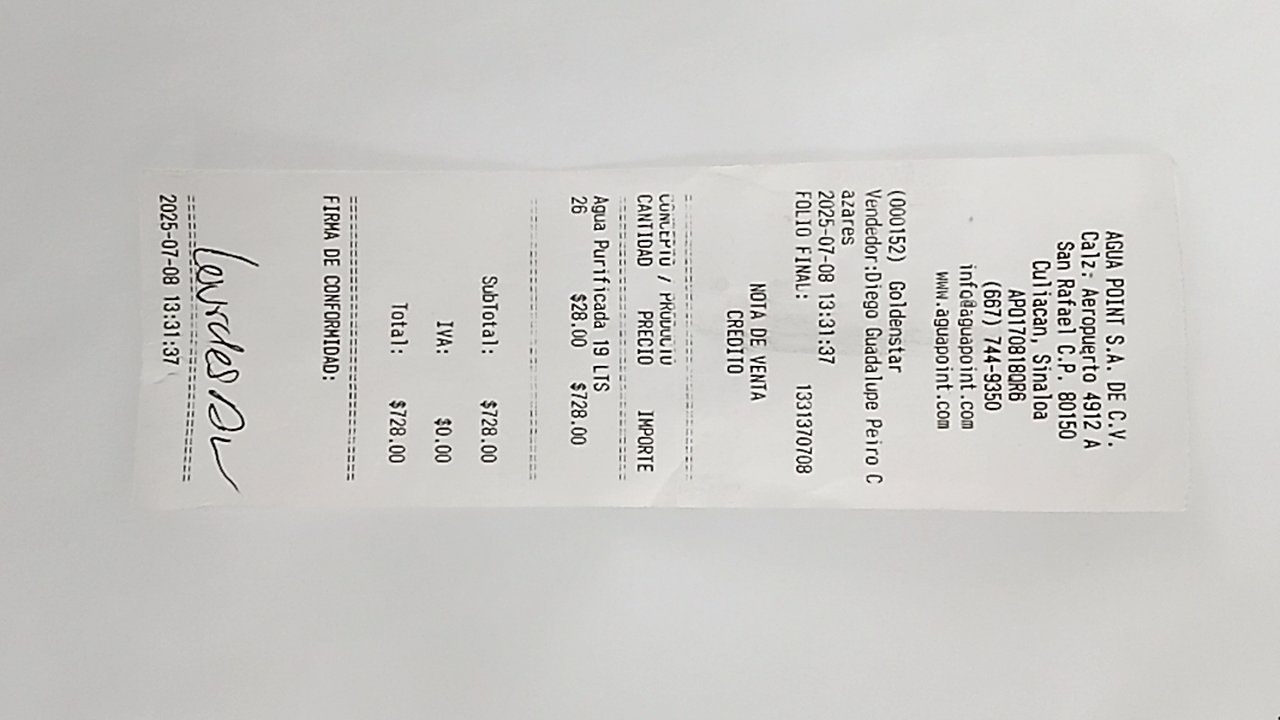 AGUA POINT S.A. DE C.V.
Calz: Aeropuerto 4912 A
San Rafael C.P. 80150
Culiacan, Sinaloa
APO170818QR6
(667) 744-9350
info@aguapoint.com
www.aguapoint.com
(000152) Goldenstar
Vendedor:Diego Guadalupe Peiro C
azares
2025-07-08 13:31:37
FOLIO FINAL: 1331370708
NOTA DE VENTA
CREDITO
CONCEPTO / PRODUCTO
CANTIDAD PRECIO IMPORTE
Agua Purificada 19 LTS
26 $28.00 $728.00
SubTotal: $728.00
IVA: $0.00
Total: $728.00
FIRMA DE CONFORMIDAD:
Lourdes
2025-07-08 13:31:37